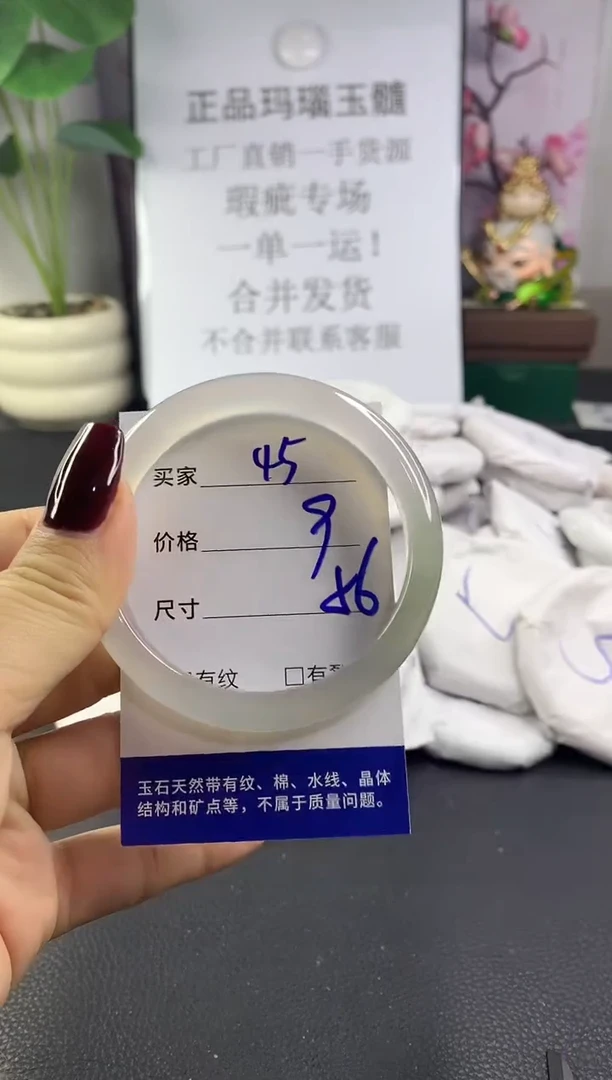 正品玛瑙玉髓
工厂直销一手货源
瑕疵专场
一单一运!
合并发货
不合并联系客服
买家 45
价格
尺寸 56
有纹 □有
玉石天然带有纹、棉、水线、晶体
结构和矿点等，不属于质量问题。